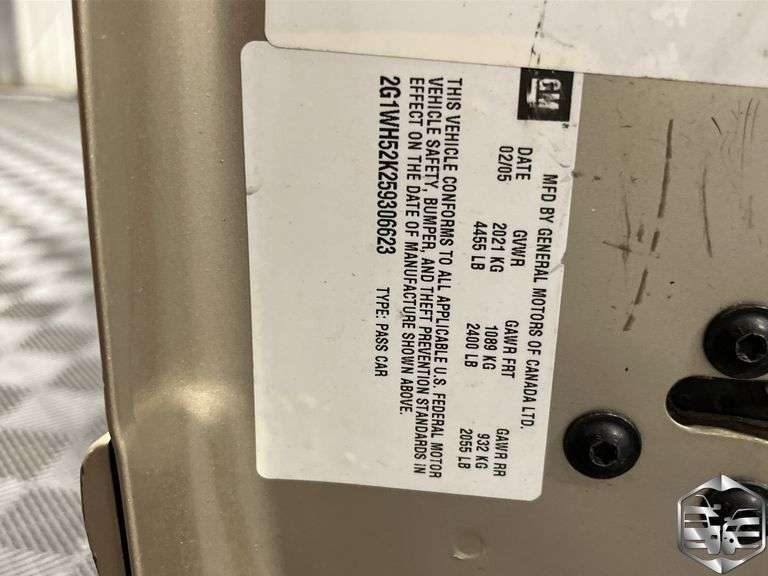 GM
MFD BY GENERAL MOTORS OF CANADA LTD.
DATE GVWR GAWR FRT GAWR RR
02/05 2021 KG 1089 KG 932 KG
4455 LB 2400 LB 2055 LB
THIS VEHICLE CONFORMS TO ALL APPLICABLE U.S. FEDERAL MOTOR
VEHICLE SAFETY, BUMPER, AND THEFT PREVENTION STANDARDS IN
EFFECT ON THE DATE OF MANUFACTURE SHOWN ABOVE.
2G1WH52K259306623 TYPE: PASS CAR